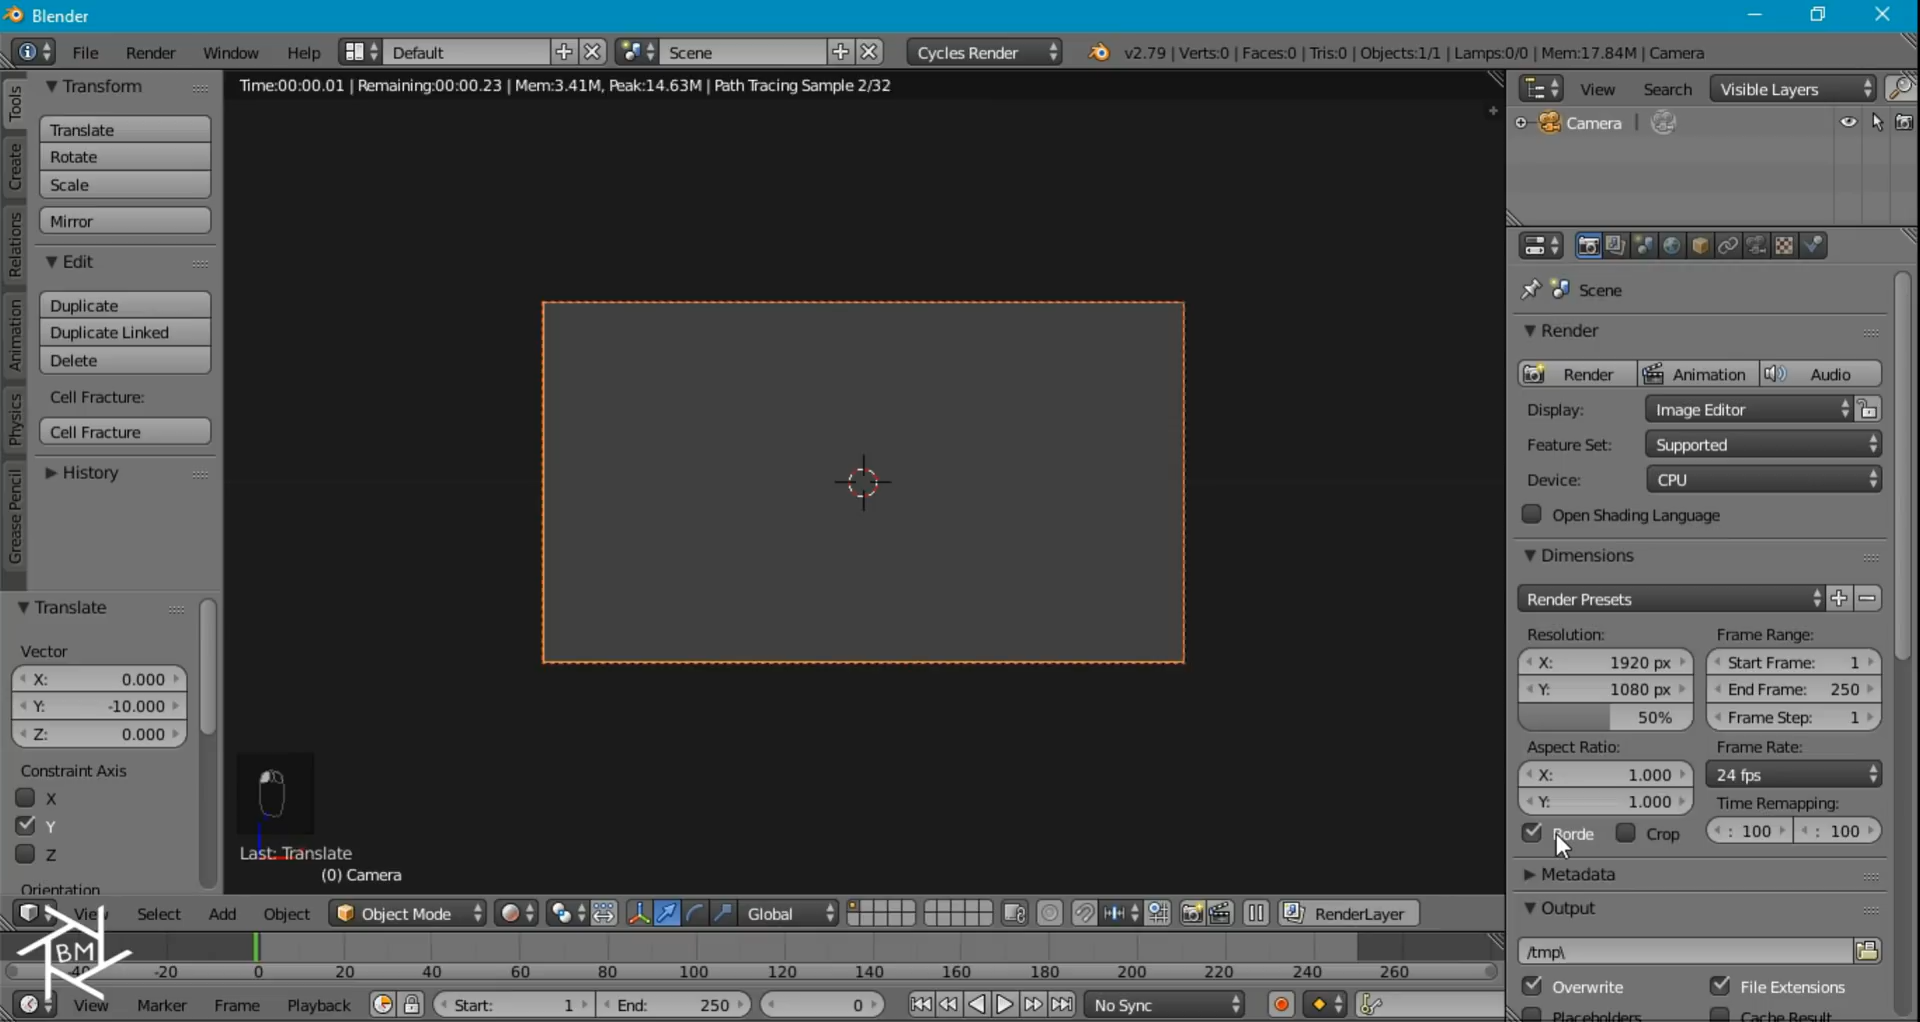 Blender
File Render Window Help Default Scene Cycles Render v2.79 | Verts:0 | Faces:0 | Tris:0 | Objects:1/1 | Lamps:0/0 | Mem:17.84M | Camera
Time:00:00.01 | Remaining:00:00.23 | Mem:3.41M, Peak:14.63M | Path Tracing Sample 2/32
Tools
Create
Relations
Animation
Physics
Grease Pencil
Transform
Translate
Rotate
Scale
Mirror
Edit
Duplicate
Duplicate Linked
Delete
Cell Fracture:
Cell Fracture
History
Translate
Vector
X: 0.000
Y: -10.000
Z: 0.000
Constraint Axis
X
Y
Z
Orientation
Last: Translate
(0) Camera
View Search Visible Layers
Camera
Scene
Render
Render Animation Audio
Display: Image Editor
Feature Set: Supported
Device: CPU
Open Shading Language
Dimensions
Render Presets
Resolution: Frame Range:
X: 1920 px Start Frame: 1
Y: 1080 px End Frame: 250
50% Frame Step: 1
Aspect Ratio: Frame Rate:
X: 1.000 24 fps
Y: 1.000 Time Remapping:
Borde Crop : 100 : 100
Metadata
Output
/tmp\
Overwrite File Extensions
Placeholders Cache Result
View Select Add Object Object Mode Global RenderLayer
BM
-40 -20 0 20 40 60 80 100 120 140 160 180 200 220 240 260
View Marker Frame Playback Start: 1 End: 250 0 No Sync